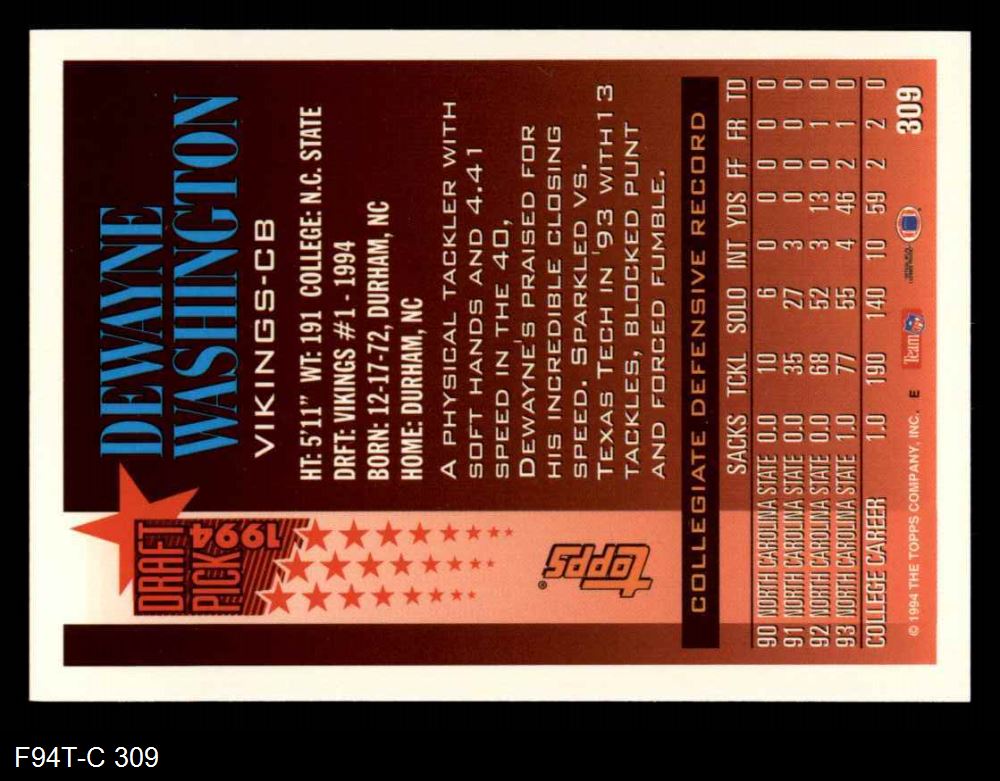 DEWAYNE
WASHINGTON
VIKINGS-CB
HT: 5'11" WT: 191 COLLEGE: N.C. STATE
DRFT: VIKINGS #1 - 1994
BORN: 12-17-72, DURHAM, NC
HOME: DURHAM, NC
A PHYSICAL TACKLER WITH
SOFT HANDS AND 4.41
SPEED IN THE 40,
DEWAYNE'S PRAISED FOR
HIS INCREDIBLE CLOSING
SPEED. SPARKLED VS.
TEXAS TECH IN '93 WITH 13
TACKLES, BLOCKED PUNT
AND FORCED FUMBLE.
DRAFT
PICK
1994
TOPPS®
COLLEGIATE DEFENSIVE RECORD
SACKS TCKL SOLO INT YDS FF FR TD
90 NORTH CAROLINA STATE 0.0 10 6 0 0 0 0 0
91 NORTH CAROLINA STATE 0.0 35 27 3 0 0 0 0
92 NORTH CAROLINA STATE 0.0 68 52 3 13 0 1 0
93 NORTH CAROLINA STATE 1.0 77 55 4 46 2 1 0
COLLEGE CAREER 1.0 190 140 10 59 2 2 0
© 1994 THE TOPPS COMPANY, INC. E Team NFL 309
F94T-C 309